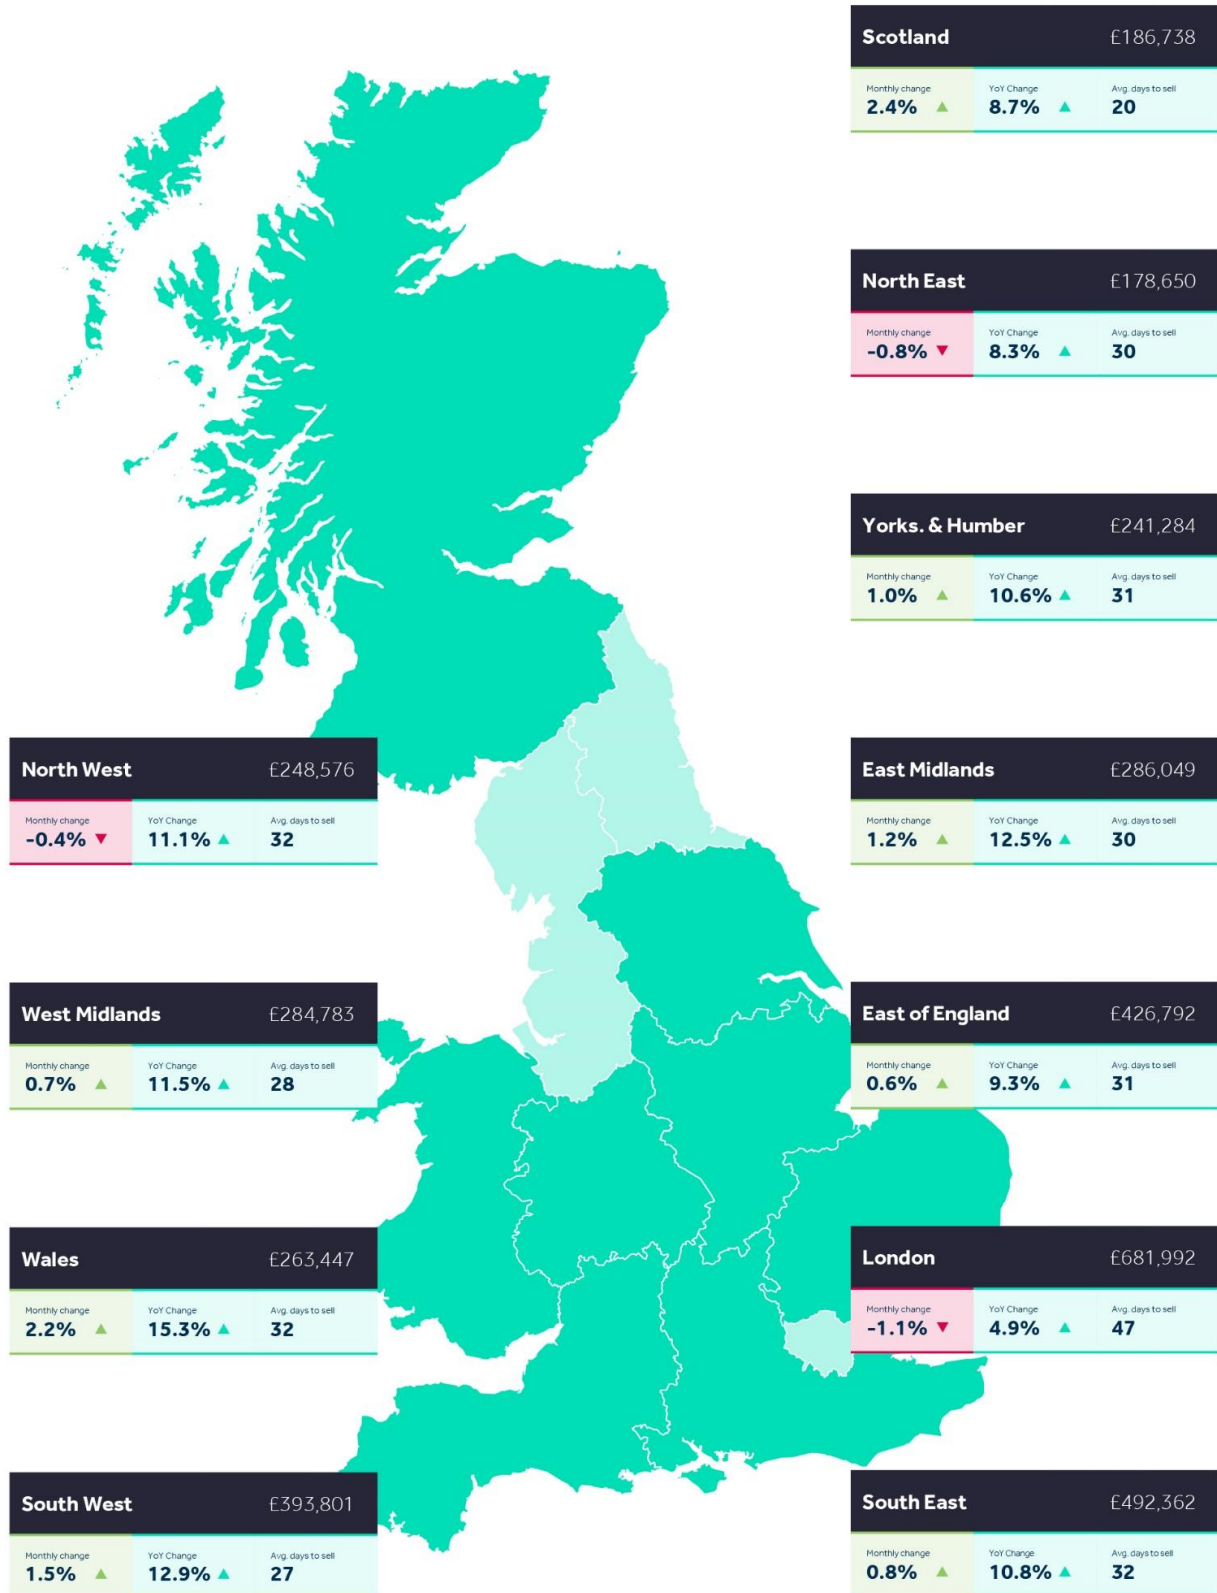 Scotland £186,738
Monthly change YoY Change Avg. days to sell
2.4% ▲ 8.7% ▲ 20
North East £178,650
Monthly change YoY Change Avg. days to sell
-0.8% ▼ 8.3% ▲ 30
Yorks. & Humber £241,284
Monthly change YoY Change Avg. days to sell
1.0% ▲ 10.6% ▲ 31
North West £248,576
Monthly change YoY Change Avg. days to sell
-0.4% ▼ 11.1% ▲ 32
East Midlands £286,049
Monthly change YoY Change Avg. days to sell
1.2% ▲ 12.5% ▲ 30
West Midlands £284,783
Monthly change YoY Change Avg. days to sell
0.7% ▲ 11.5% ▲ 28
East of England £426,792
Monthly change YoY Change Avg. days to sell
0.6% ▲ 9.3% ▲ 31
Wales £263,447
Monthly change YoY Change Avg. days to sell
2.2% ▲ 15.3% ▲ 32
London £681,992
Monthly change YoY Change Avg. days to sell
-1.1% ▼ 4.9% ▲ 47
South West £393,801
Monthly change YoY Change Avg. days to sell
1.5% ▲ 12.9% ▲ 27
South East £492,362
Monthly change YoY Change Avg. days to sell
0.8% ▲ 10.8% ▲ 32